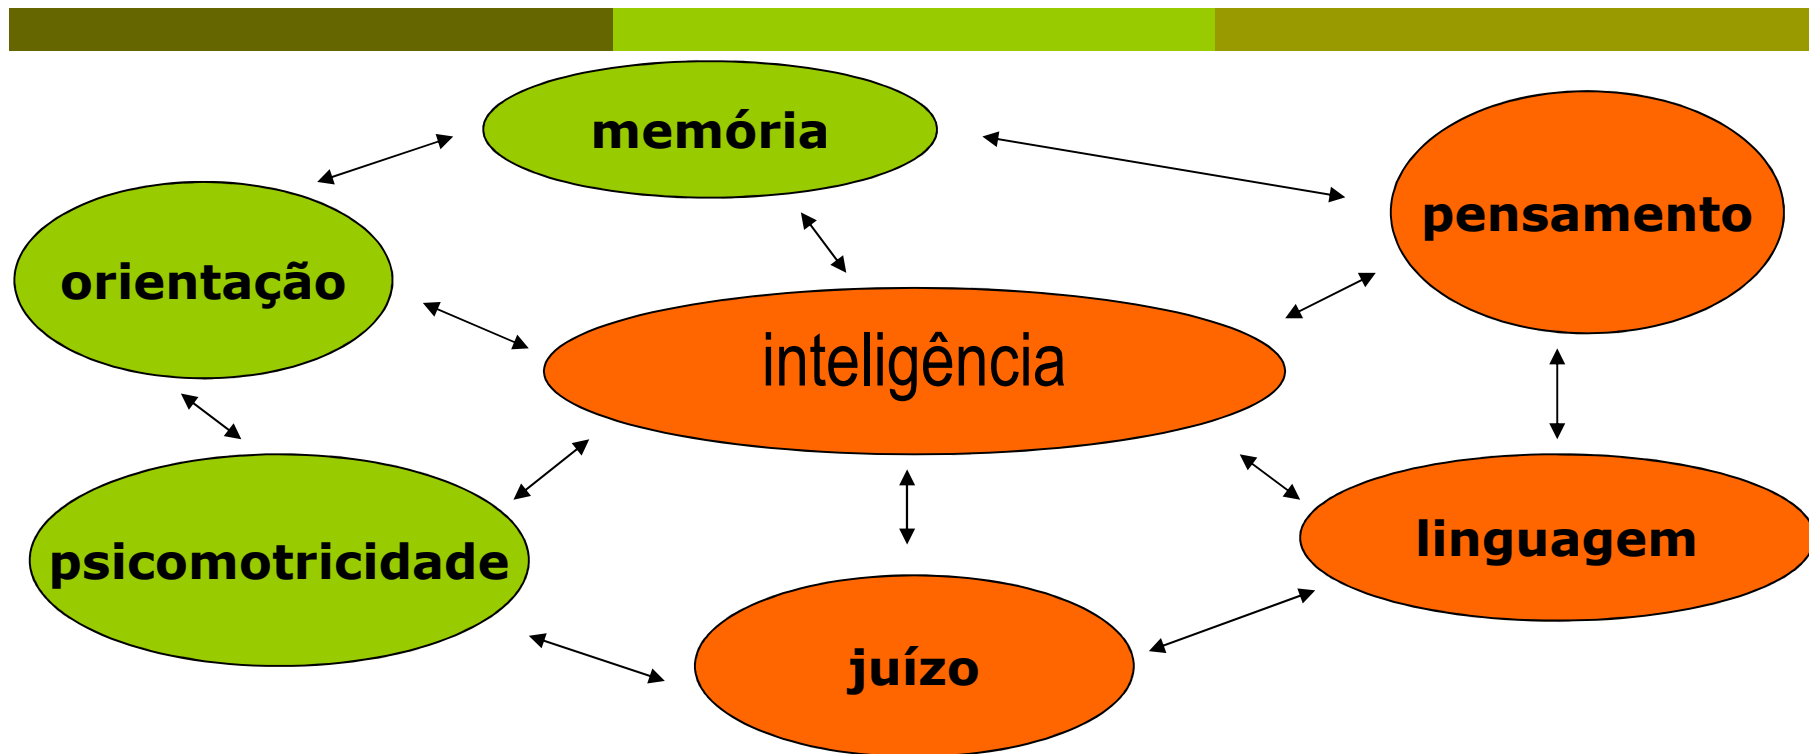 memória
pensamento
orientação
inteligência
linguagem
psicomotricidade
juízo